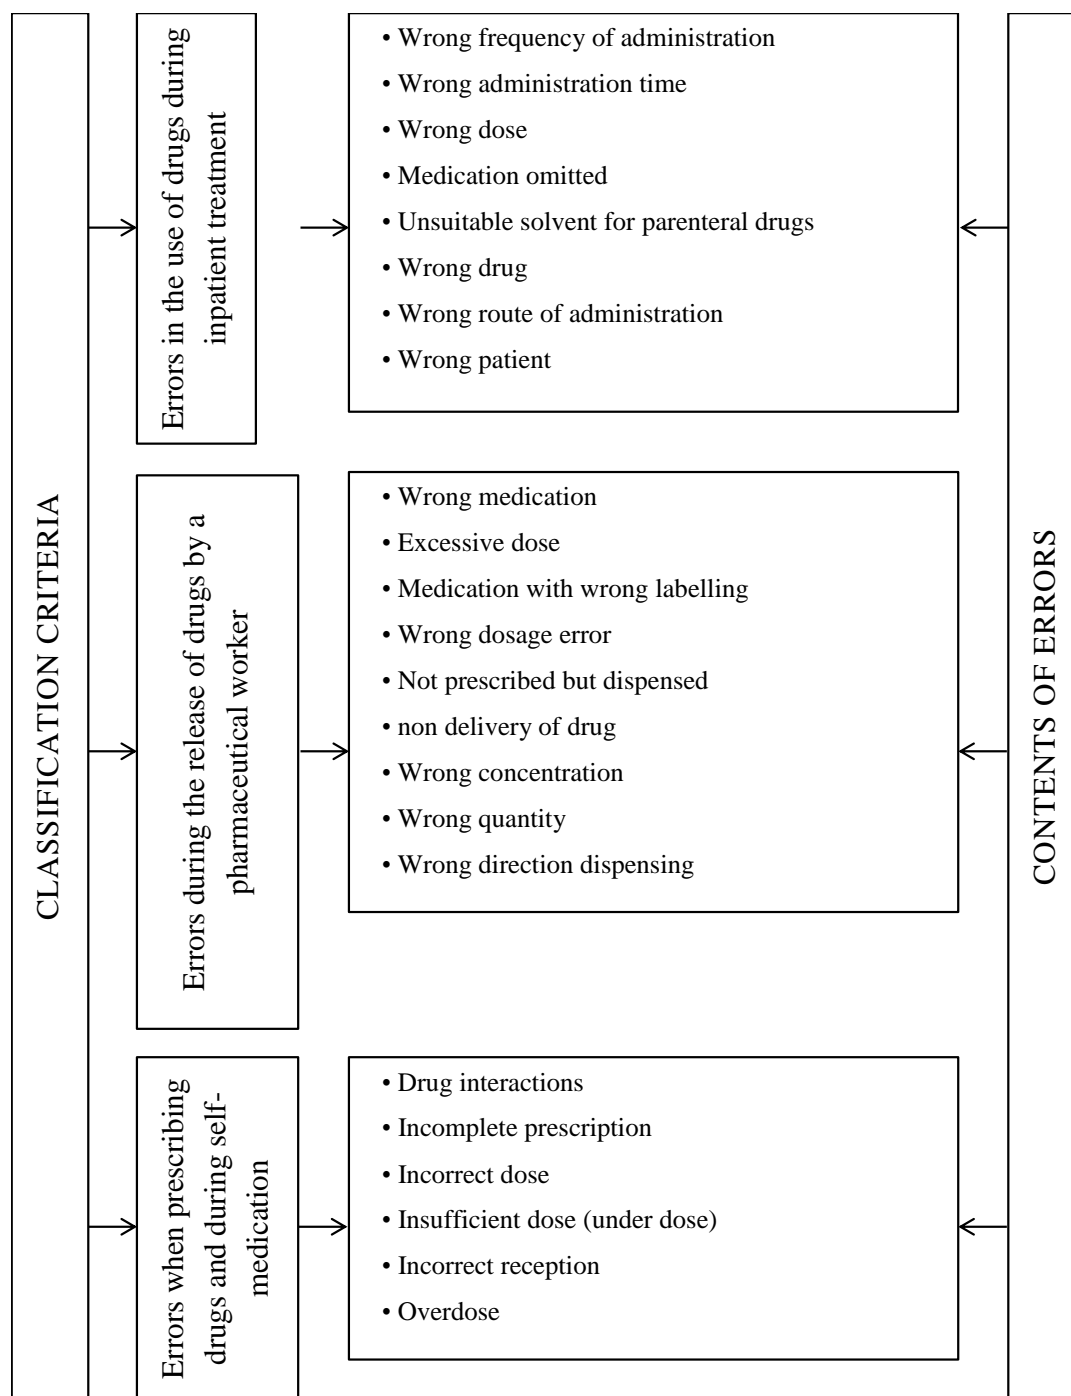 CLASSIFICATION CRITERIA
Errors in the use of drugs during
inpatient treatment
• Wrong frequency of administration
• Wrong administration time
• Wrong dose
• Medication omitted
• Unsuitable solvent for parenteral drugs
• Wrong drug
• Wrong route of administration
• Wrong patient
Errors during the release of drugs by a
pharmaceutical worker
• Wrong medication
• Excessive dose
• Medication with wrong labelling
• Wrong dosage error
• Not prescribed but dispensed
• non delivery of drug
• Wrong concentration
• Wrong quantity
• Wrong direction dispensing
Errors when prescribing
drugs and during self-
medication
• Drug interactions
• Incomplete prescription
• Incorrect dose
• Insufficient dose (under dose)
• Incorrect reception
• Overdose
CONTENTS OF ERRORS